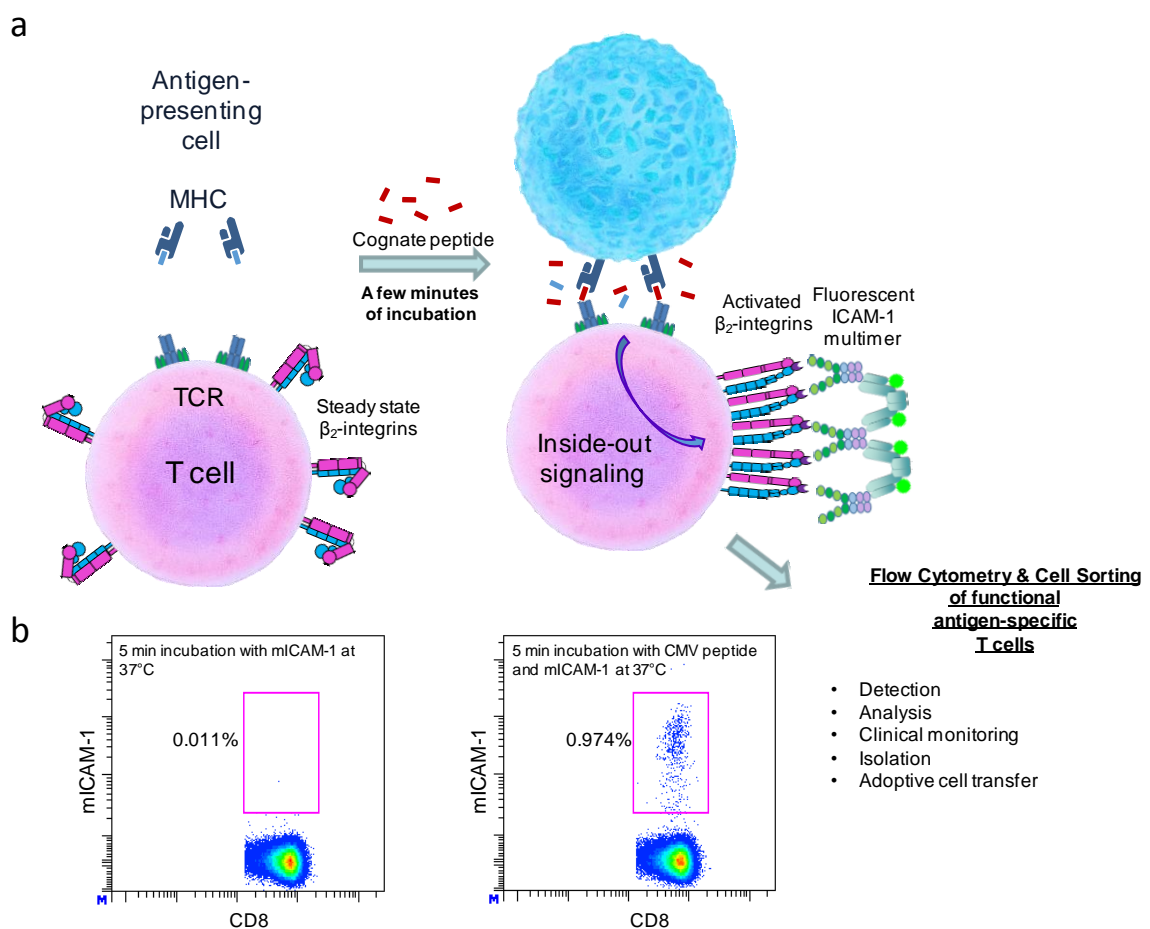 a
Antigen-
presenting
cell
MHC
Cognate peptide
A few minutes
of incubation
TCR
T cell
Steady state
β₂-integrins
Inside-out
signaling
Activated
β₂-integrins
Fluorescent
ICAM-1
multimer
Flow Cytometry & Cell Sorting
of functional
antigen-specific
T cells
• Detection
• Analysis
• Clinical monitoring
• Isolation
• Adoptive cell transfer
b
5 min incubation with mICAM-1 at
37°C
0.011%
mICAM-1
M
CD8
5 min incubation with CMV peptide
and mICAM-1 at 37°C
0.974%
mICAM-1
M
CD8